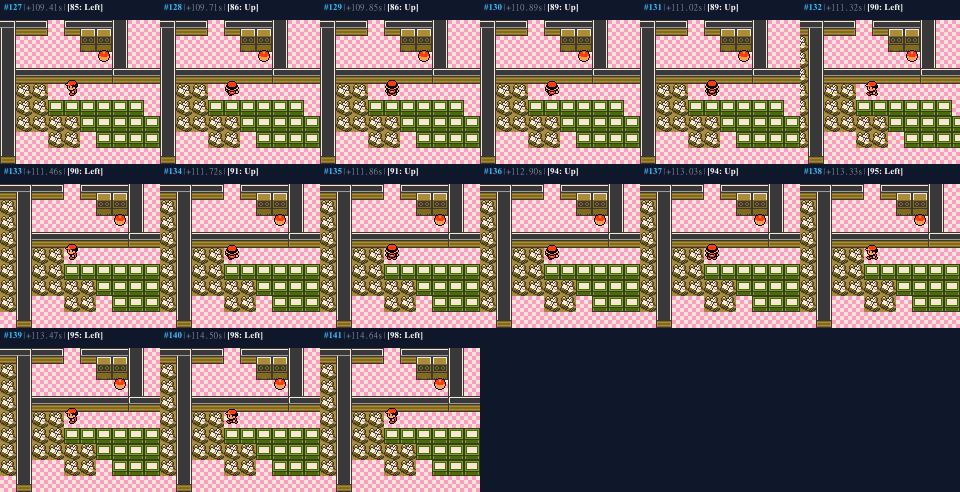 #127|+109.41s|[85: Left]
#128|+109.71s|[86: Up]
#129|+109.85s|[86: Up]
#130|+110.89s|[89: Up]
#131|+111.02s|[89: Up]
#132|+111.32s|[90: Left]
#133|+111.46s|[90: Left]
#134|+111.72s|[91: Up]
#135|+111.86s|[91: Up]
#136|+112.90s|[94: Up]
#137|+113.03s|[94: Up]
#138|+113.33s|[95: Left]
#139|+113.47s|[95: Left]
#140|+114.50s|[98: Left]
#141|+114.64s|[98: Left]